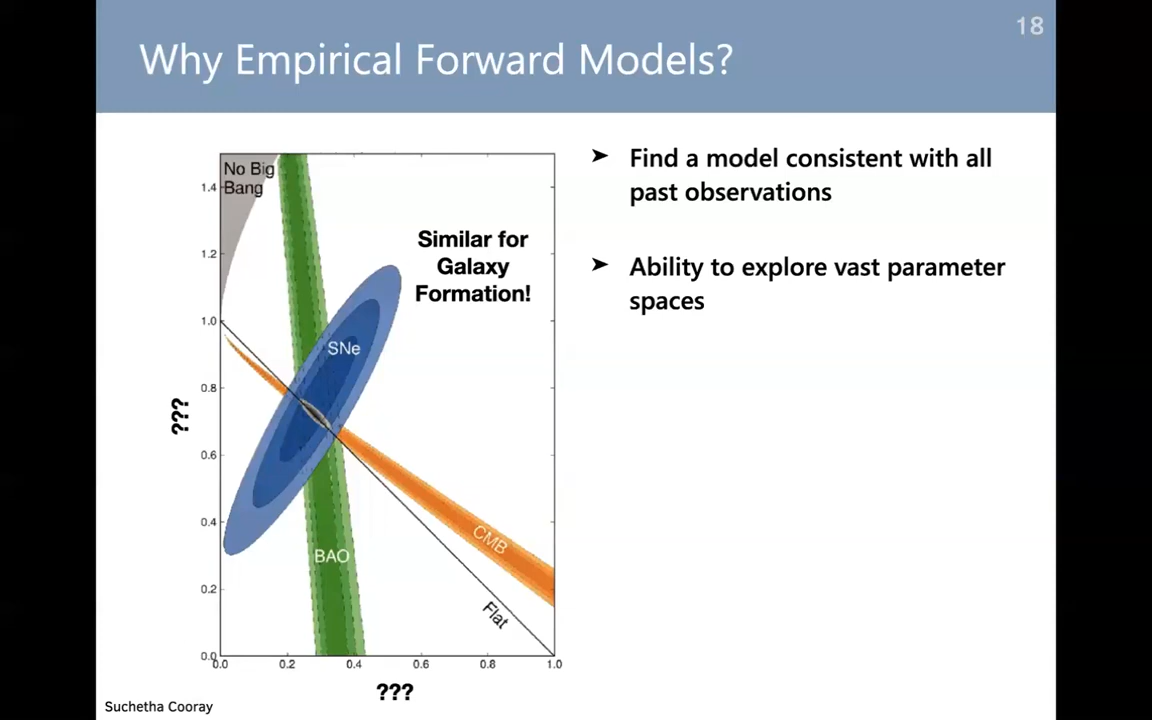 18
Why Empirical Forward Models?
No Big
Bang
1.4
1.2
1.0
0.8
0.6
0.4
0.2
0.0
0.0 0.2 0.4 0.6 0.8 1.0
Similar for
Galaxy
Formation!
SNe
CMB
BAO
Flat
???
???
➤ Find a model consistent with all
past observations
➤ Ability to explore vast parameter
spaces
Suchetha Cooray